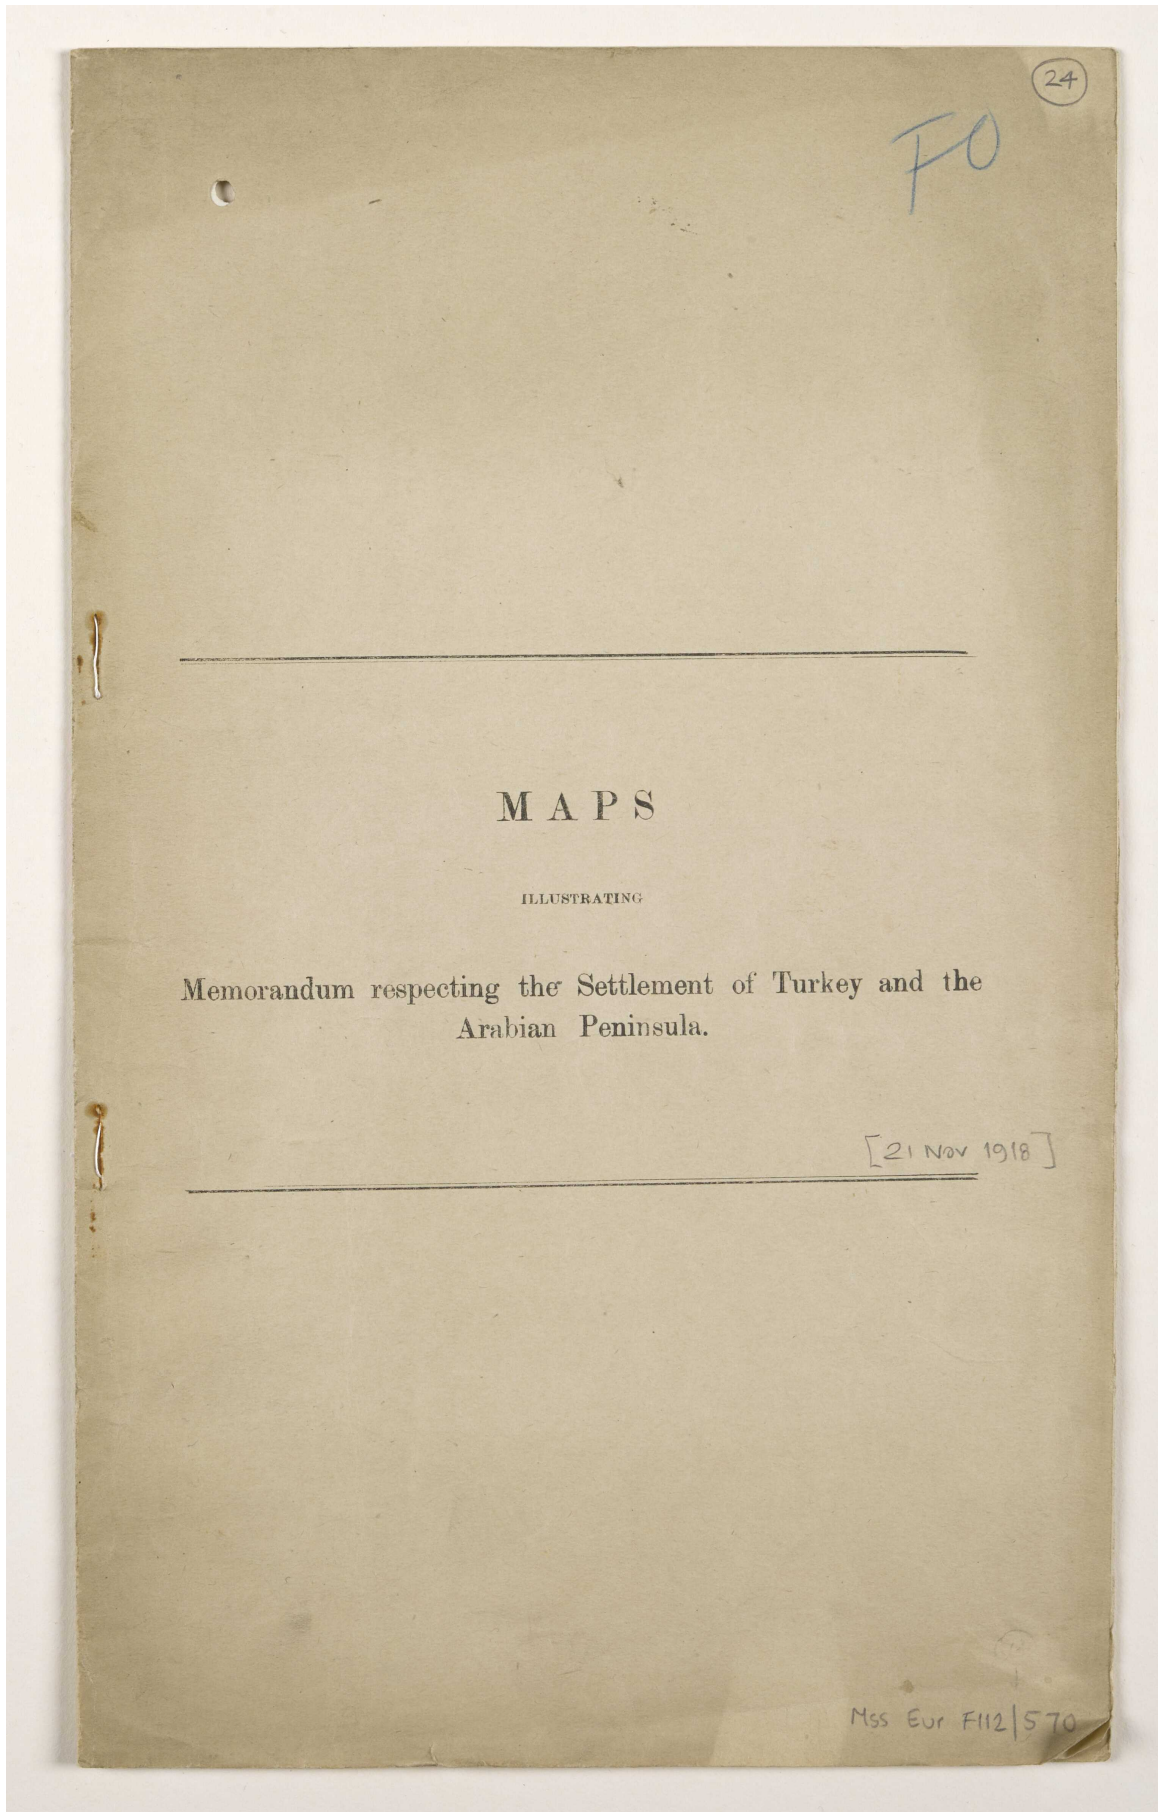 24
FO
MAPS
ILLUSTRATING
Memorandum respecting the Settlement of Turkey and the
Arabian Peninsula.
[21 Nov 1918]
Mss Eur F112/570